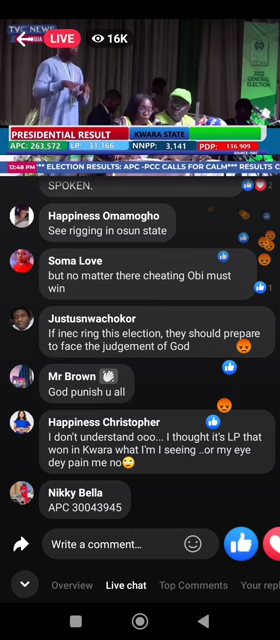 TVC NEWS
LIVE
16K
2023
GENERAL
ELECTION
PRESIDENTIAL RESULT
KWARA STATE
APC: 263,572 LP: 31,166 NNPP: 3,141 PDP: 136,909
12:48 PM *** ELECTION RESULTS: APC -PCC CALLS FOR CALM*** RESULTS C
SPOKEN.
Happiness Omamogho
See rigging in osun state
Soma Love
but no matter there cheating Obi must
win
2
Justusnwachokor
If inec ring this election, they should prepare
to face the judgement of God
Mr Brown
God punish u all
Happiness Christopher
I don't understand ooo... I thought it's LP that
won in Kwara what I'm I seeing ..or my eye
dey pain me no🙄
Nikky Bella
APC 30043945
Write a comment…
Overview Live chat Top Comments Your repl